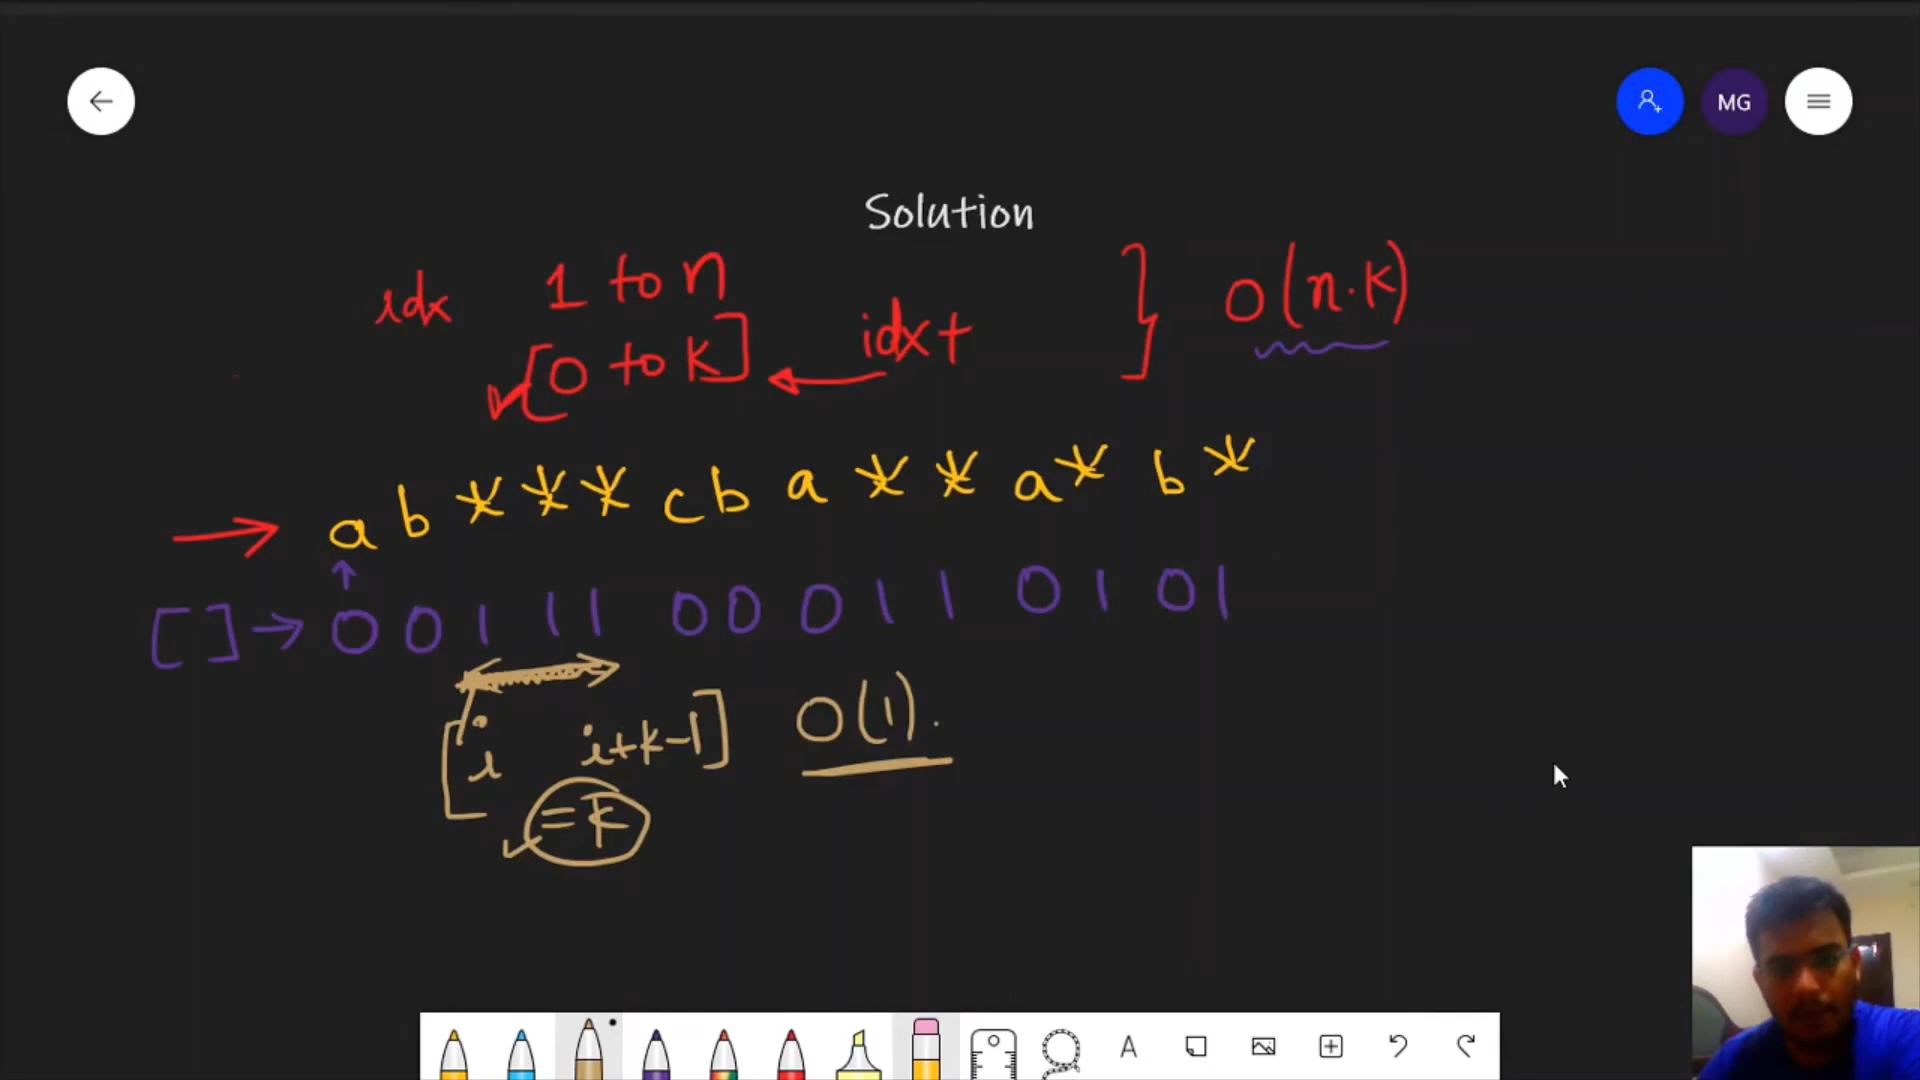 MG
Solution
idx 1 to n
[0 to k] idx+ } O(n.k)
a b * * * c b a * * a * b *
[ ] → 0 0 1 1 1 0 0 0 1 1 0 1 0 1
[i i+k-1] O(1).
= k
A